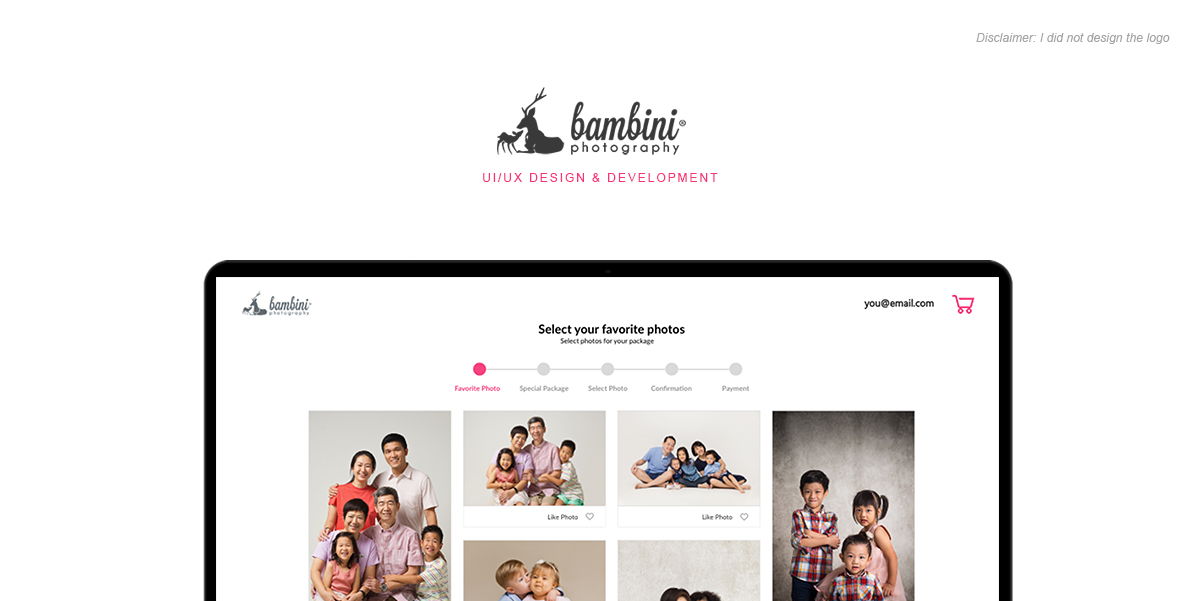 Disclaimer: I did not design the logo
bambini®
photography
UI/UX DESIGN & DEVELOPMENT
bambini
photography
you@email.com
Select your favorite photos
Select photos for your package
Favorite Photo Special Package Select Photo Confirmation Payment
Like Photo Like Photo